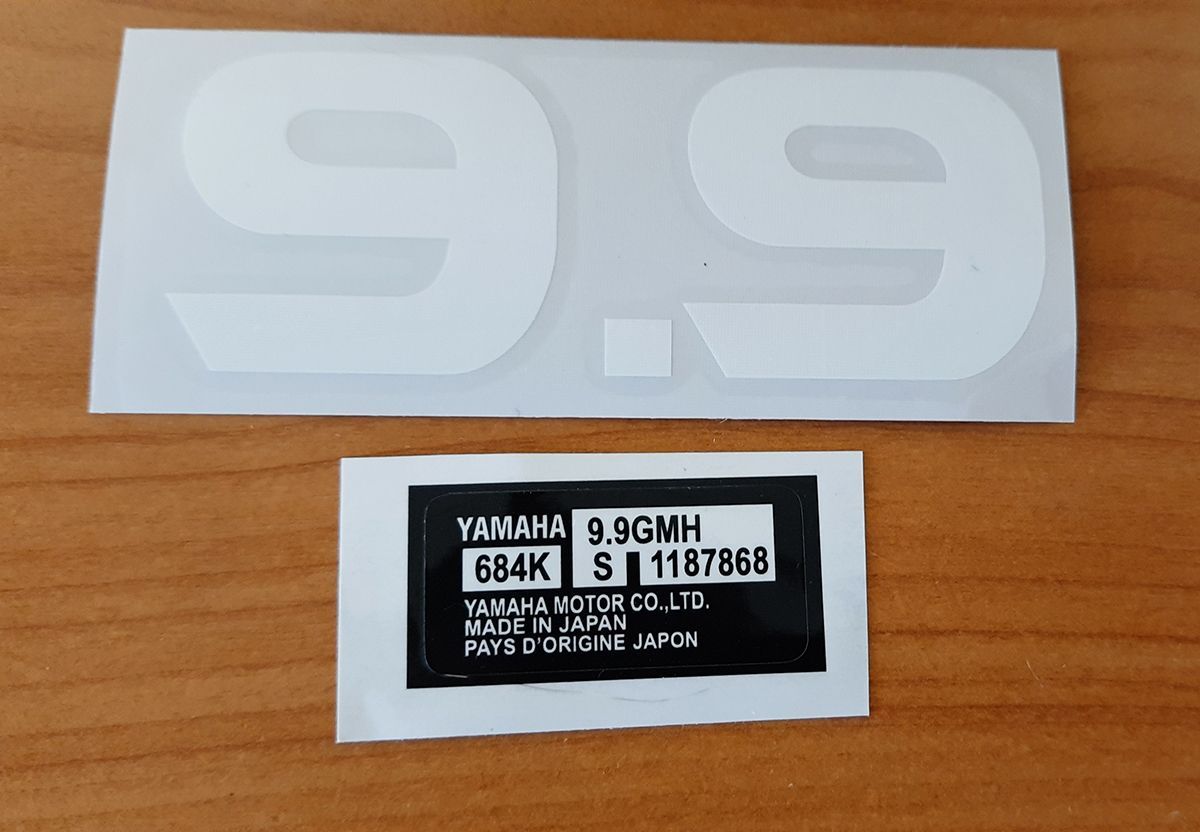 9.9
YAMAHA 9.9GMH
684K S 1187868
YAMAHA MOTOR CO.,LTD.
MADE IN JAPAN
PAYS D'ORIGINE JAPON